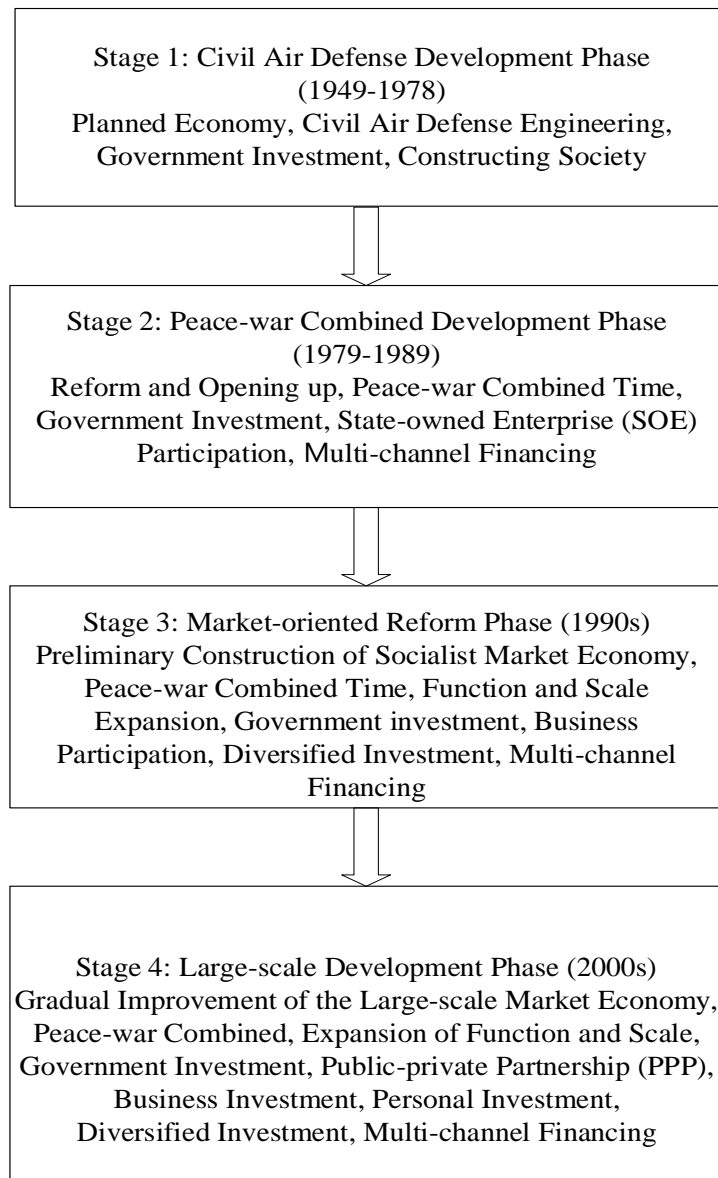 Stage 1: Civil Air Defense Development Phase
(1949-1978)
Planned Economy, Civil Air Defense Engineering,
Government Investment, Constructing Society
Stage 2: Peace-war Combined Development Phase
(1979-1989)
Reform and Opening up, Peace-war Combined Time,
Government Investment, State-owned Enterprise (SOE)
Participation, Multi-channel Financing
Stage 3: Market-oriented Reform Phase (1990s)
Preliminary Construction of Socialist Market Economy,
Peace-war Combined Time, Function and Scale
Expansion, Government investment, Business
Participation, Diversified Investment, Multi-channel
Financing
Stage 4: Large-scale Development Phase (2000s)
Gradual Improvement of the Large-scale Market Economy,
Peace-war Combined, Expansion of Function and Scale,
Government Investment, Public-private Partnership (PPP),
Business Investment, Personal Investment,
Diversified Investment, Multi-channel Financing